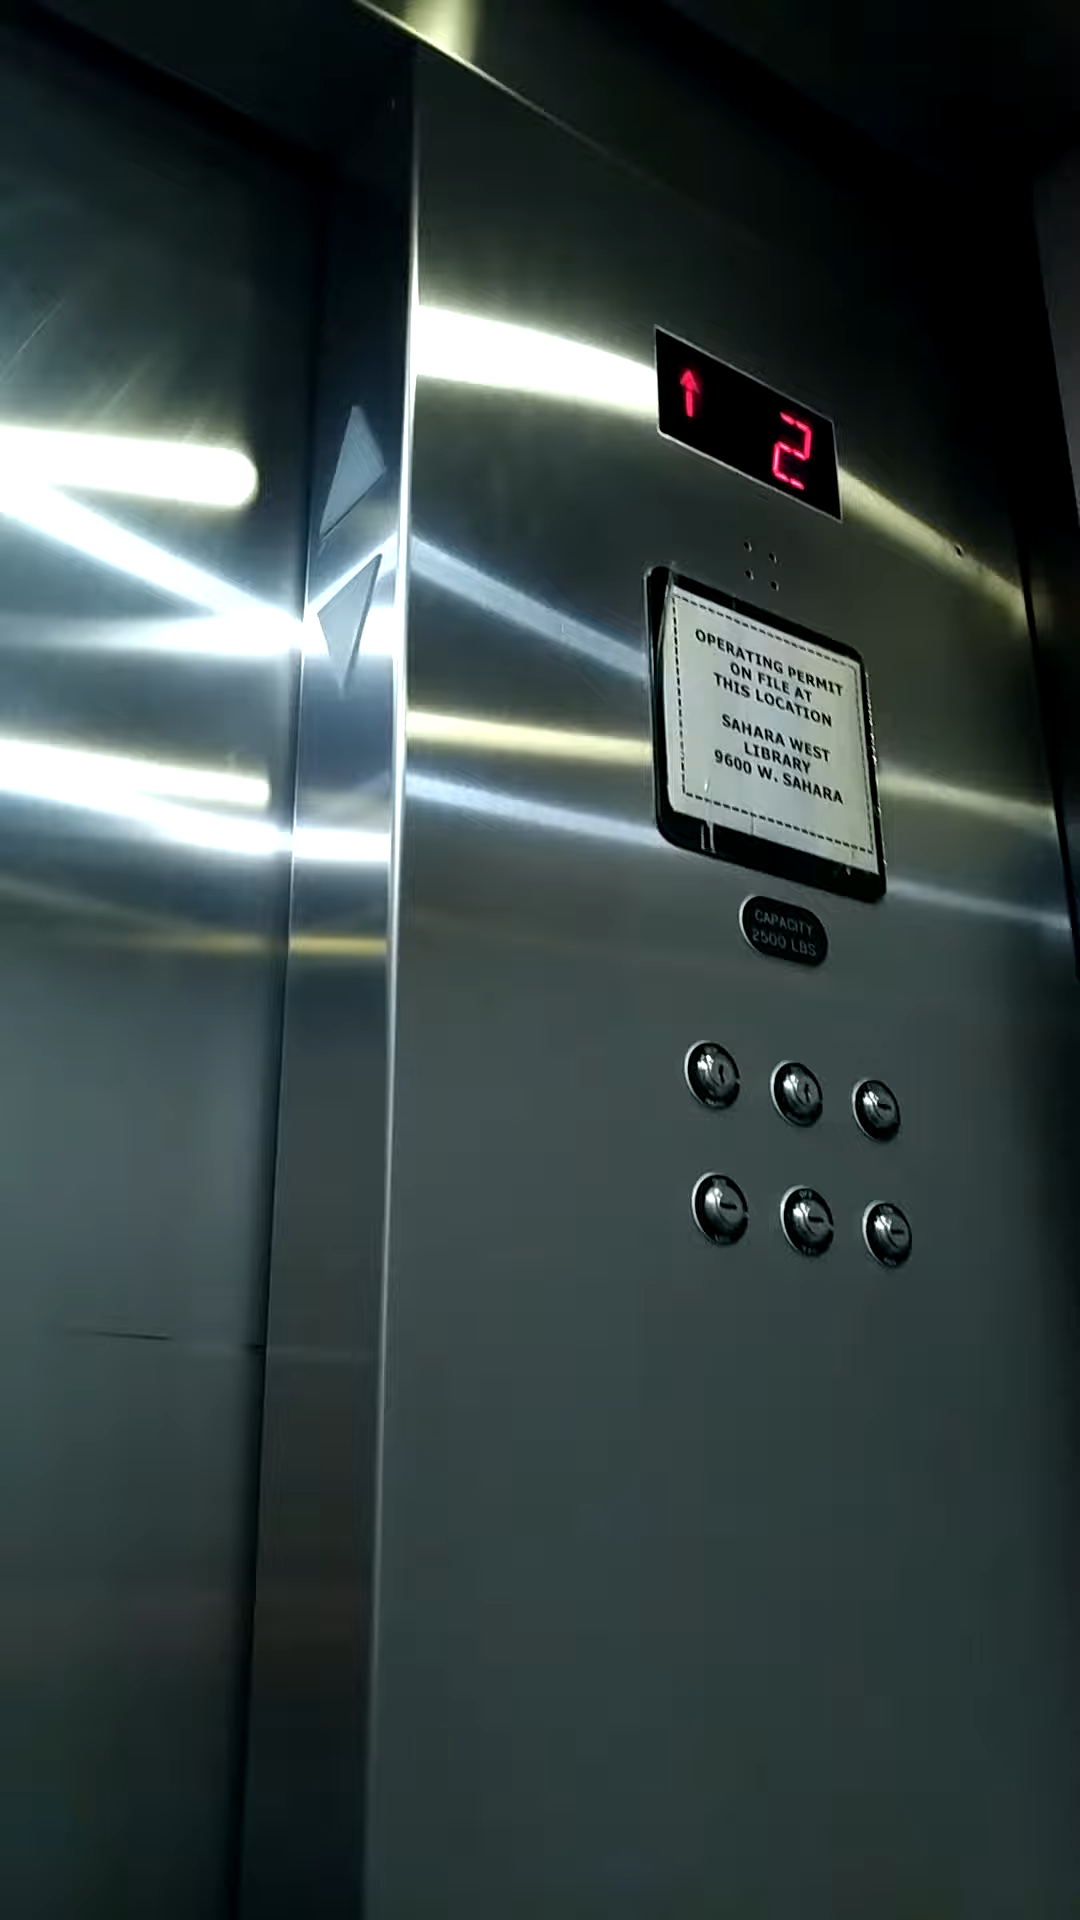 2
OPERATING PERMIT
ON FILE AT
THIS LOCATION
SAHARA WEST
LIBRARY
9600 W. SAHARA
CAPACITY
2500 LBS